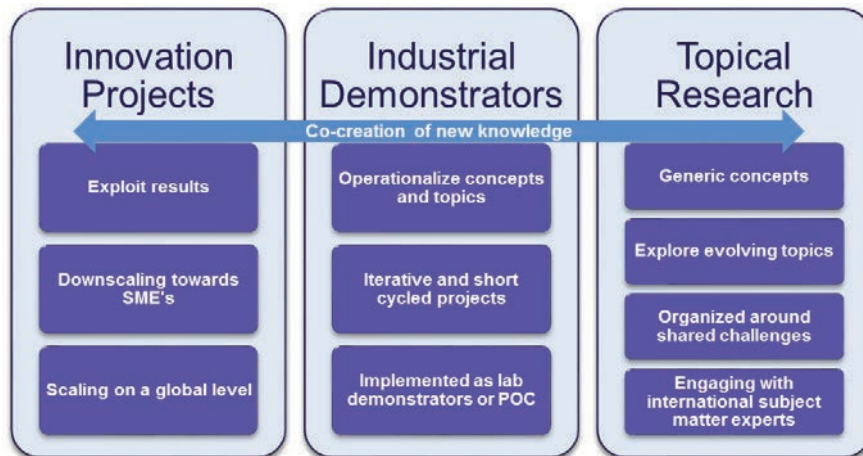 Innovation
Projects
Industrial
Demonstrators
Topical
Research
Co-creation of new knowledge
Exploit results
Downscaling towards
SME's
Scaling on a global level
Operationalize concepts
and topics
Iterative and short
cycled projects
Implemented as lab
demonstrators or POC
Generic concepts
Explore evolving topics
Organized around
shared challenges
Engaging with
international subject
matter experts